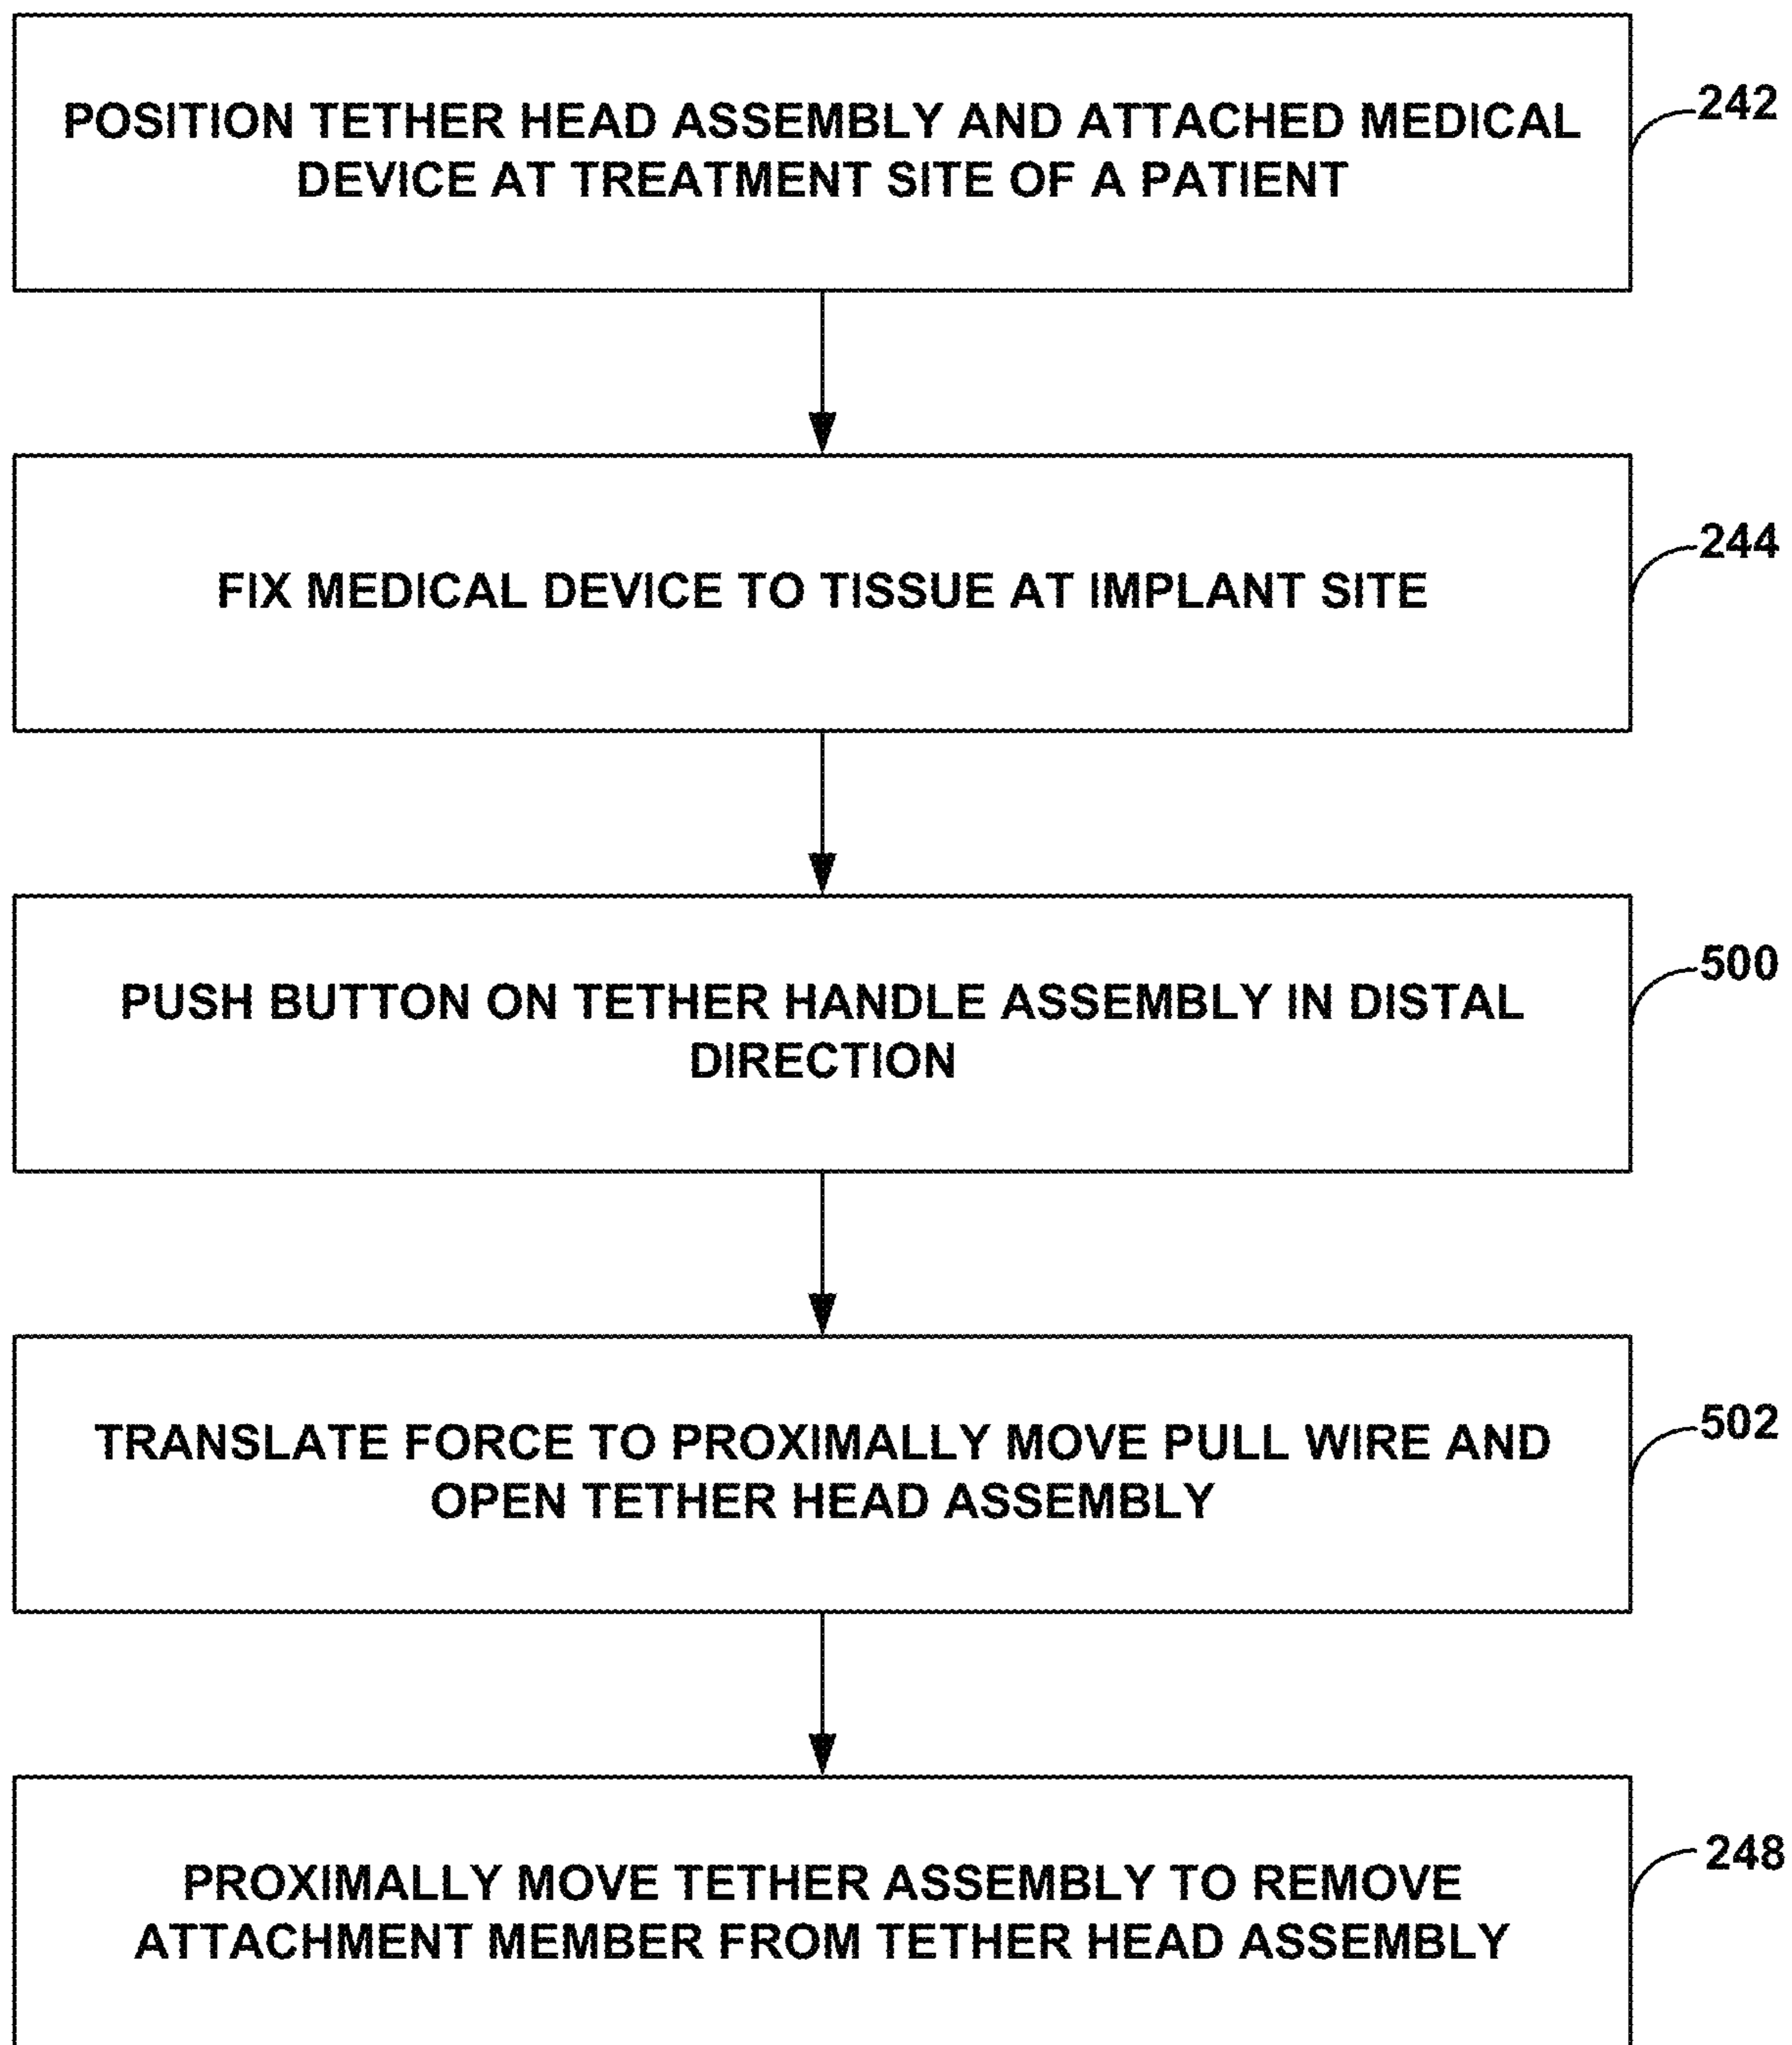 POSITION TETHER HEAD ASSEMBLY AND ATTACHED MEDICAL
DEVICE AT TREATMENT SITE OF A PATIENT
242
FIX MEDICAL DEVICE TO TISSUE AT IMPLANT SITE
244
PUSH BUTTON ON TETHER HANDLE ASSEMBLY IN DISTAL
DIRECTION
500
TRANSLATE FORCE TO PROXIMALLY MOVE PULL WIRE AND
OPEN TETHER HEAD ASSEMBLY
502
PROXIMALLY MOVE TETHER ASSEMBLY TO REMOVE
ATTACHMENT MEMBER FROM TETHER HEAD ASSEMBLY
248